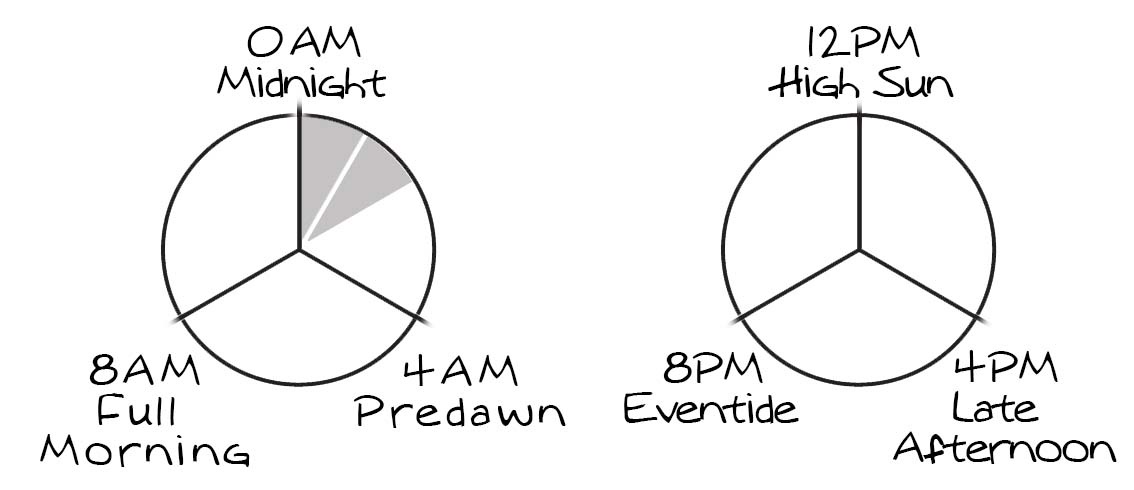 0AM
Midnight
8AM
Full
Morning
4AM
Predawn
12PM
High Sun
8PM
Eventide
4PM
Late
Afternoon